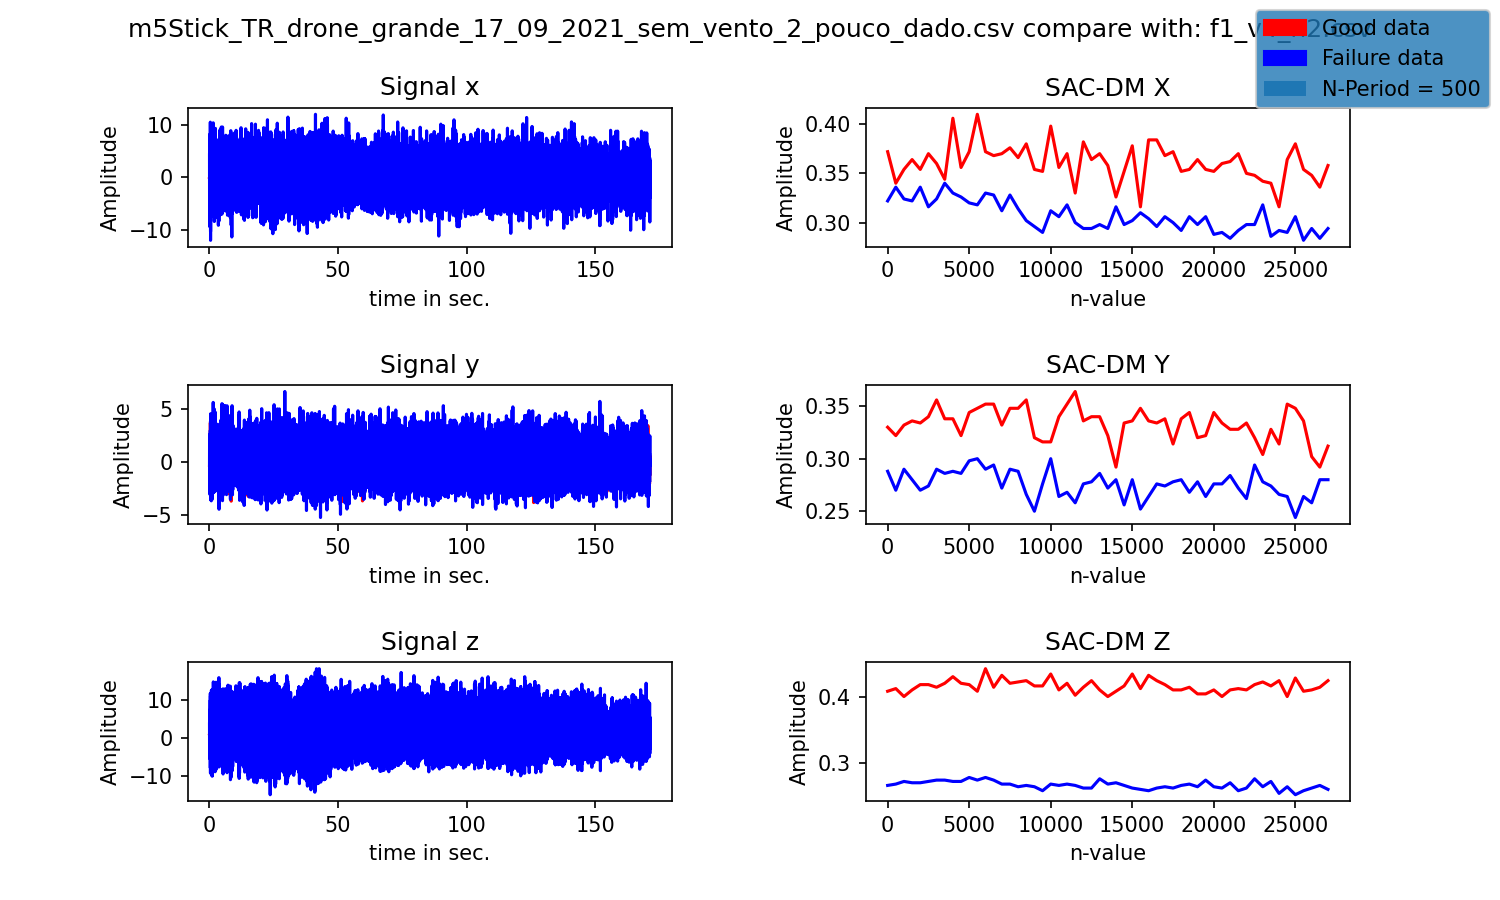 m5Stick_TR_drone_grande_17_09_2021_sem_vento_2_pouco_dado.csv compare with: .csv
Good data
Failure data
N-Period = 500
Signal x
Amplitude
10
0
−10
0 50 100 150
time in sec.
SAC-DM X
Amplitude
0.40
0.35
0.30
0 5000 10000 15000 20000 25000
n-value
Signal y
Amplitude
5
0
−5
0 50 100 150
time in sec.
SAC-DM Y
Amplitude
0.35
0.30
0.25
0 5000 10000 15000 20000 25000
n-value
Signal z
Amplitude
10
0
−10
0 50 100 150
time in sec.
SAC-DM Z
Amplitude
0.4
0.3
0 5000 10000 15000 20000 25000
n-value